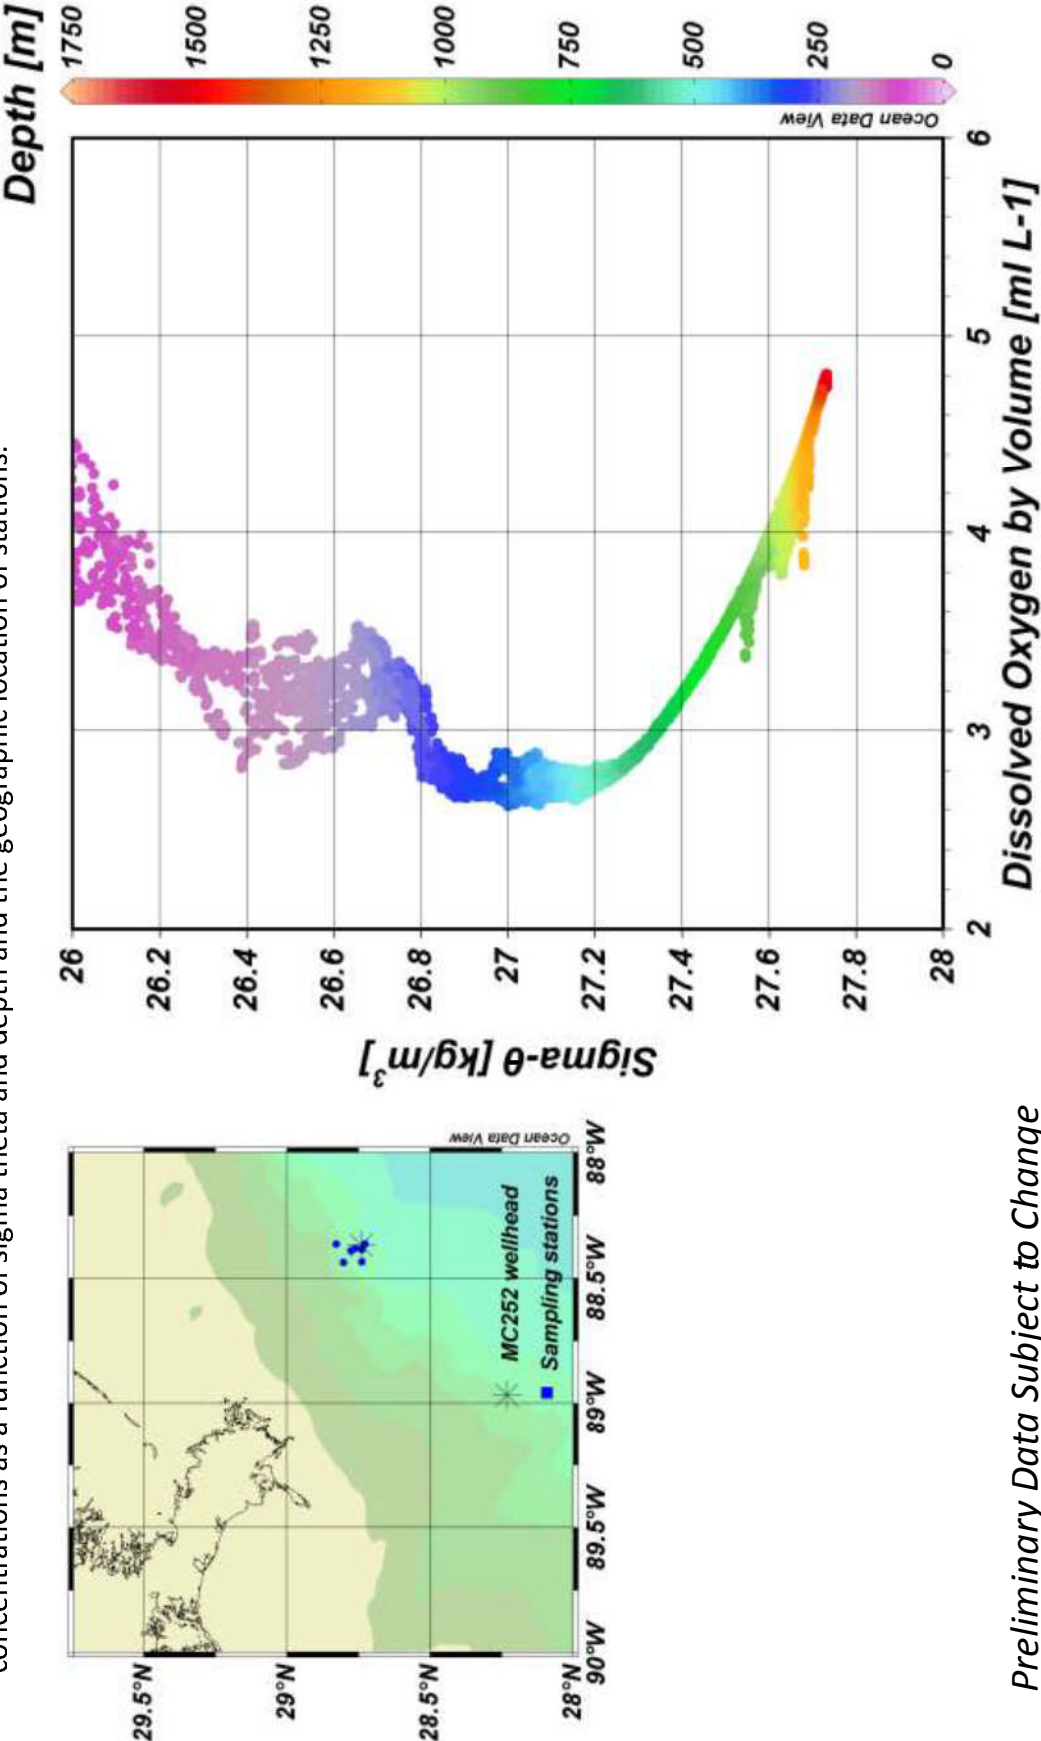 concentrations as a function of sigma theta and depth and the geographic location of stations.
29.5°N
29°N
28.5°N
28°N
90°W
89.5°W
89°W
88.5°W
88°W
MC252 wellhead
Sampling stations
Ocean Data View
Sigma-θ [kg/m³]
26
26.2
26.4
26.6
26.8
27
27.2
27.4
27.6
27.8
28
2
3
4
5
6
Dissolved Oxygen by Volume [ml L-1]
Ocean Data View
Depth [m]
1750
1500
1250
1000
750
500
250
0
Preliminary Data Subject to Change